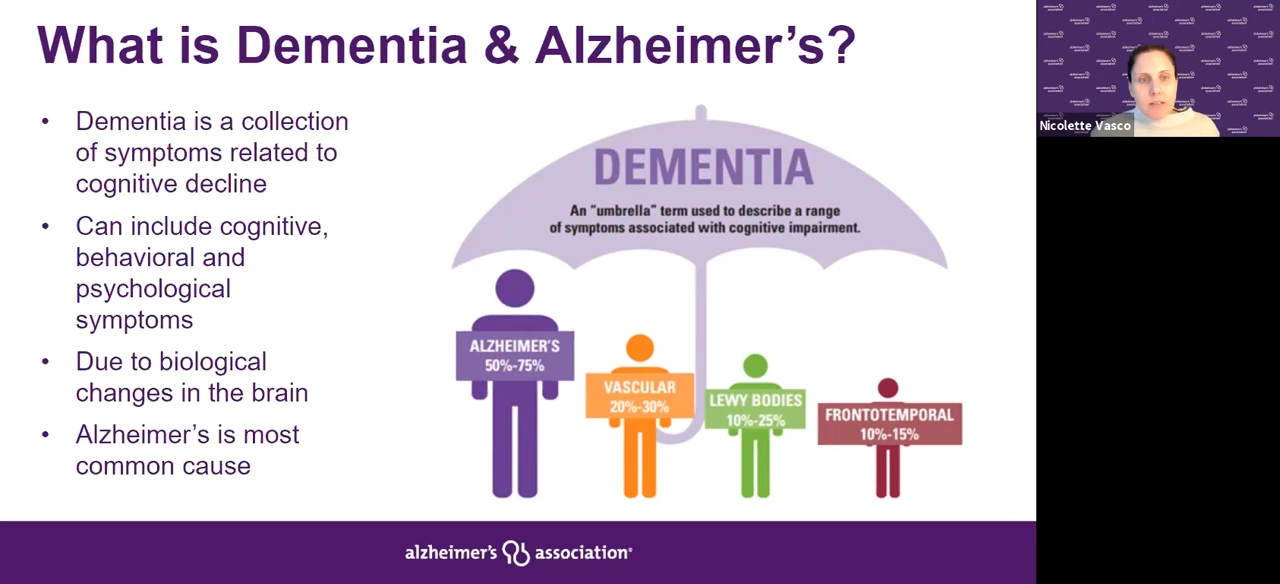 What is Dementia & Alzheimer's?
• Dementia is a collection
of symptoms related to
cognitive decline
• Can include cognitive,
behavioral and
psychological
symptoms
• Due to biological
changes in the brain
• Alzheimer's is most
common cause
DEMENTIA
An "umbrella" term used to describe a range
of symptoms associated with cognitive impairment.
ALZHEIMER'S
50%-75%
VASCULAR
20%-30%
LEWY BODIES
10%-25%
FRONTOTEMPORAL
10%-15%
alzheimer's association®
Nicolette Vasco